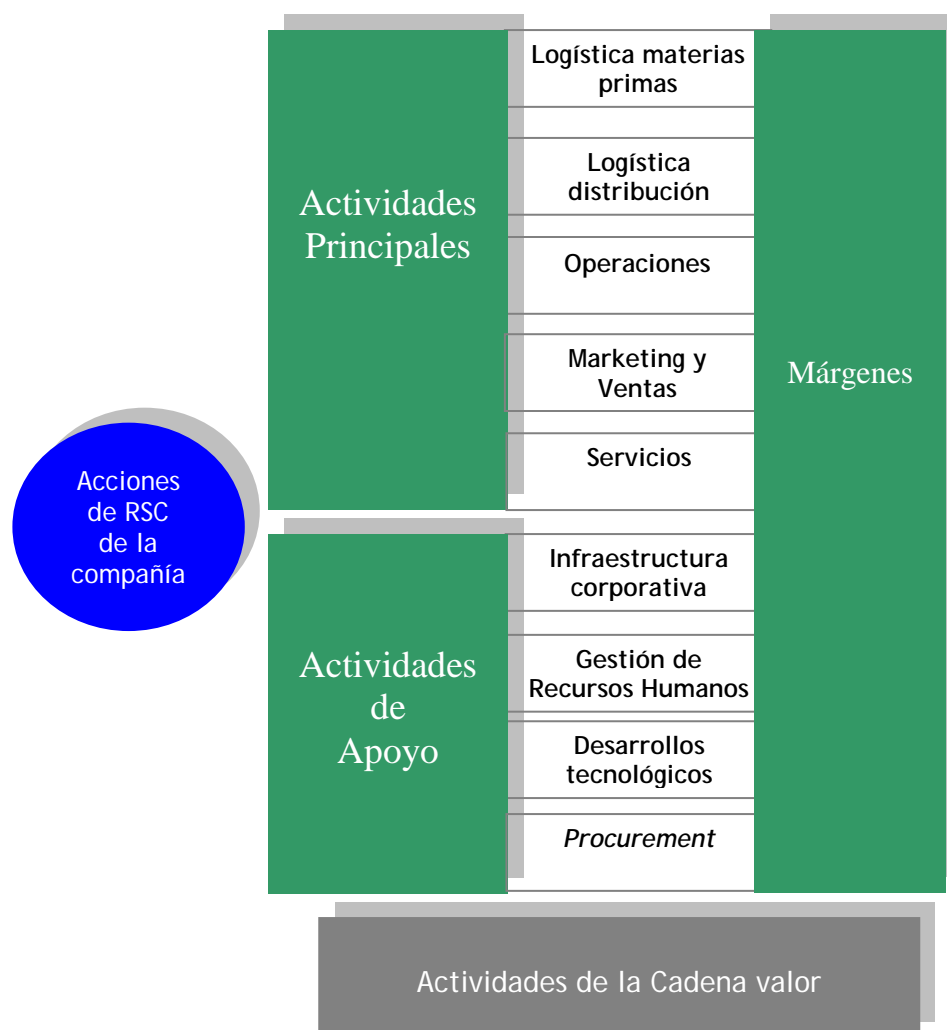 Logística materias
primas
Logística
distribución
Actividades
Principales
Operaciones
Marketing y
Ventas
Márgenes
Servicios
Acciones
de RSC
de la
compañía
Infraestructura
corporativa
Gestión de
Recursos Humanos
Actividades
de
Apoyo
Desarrollos
tecnológicos
Procurement
Actividades de la Cadena valor